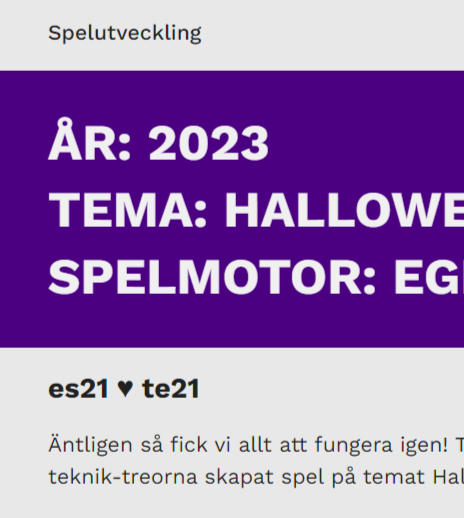 Spelutveckling
ÅR: 2023
TEMA: HALLOWE
SPELMOTOR: EG
es21 ♥ te21
Äntligen så fick vi allt att fungera igen! T
teknik-treorna skapat spel på temat Hal